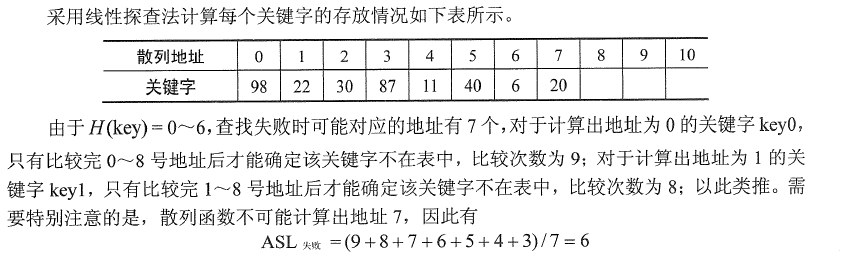 采用线性探查法计算每个关键字的存放情况如下表所示。
散列地址 0 1 2 3 4 5 6 7 8 9 10
关键字 98 22 30 87 11 40 6 20
由于 H(key) = 0～6，查找失败时可能对应的地址有 7 个，对于计算出地址为 0 的关键字 key0，
只有比较完 0～8 号地址后才能确定该关键字不在表中，比较次数为 9；对于计算出地址为 1 的关
键字 key1，只有比较完 1～8 号地址后才能确定该关键字不在表中，比较次数为 8；以此类推。需
要特别注意的是，散列函数不可能计算出地址 7，因此有
ASL 失败 = (9 + 8 + 7 + 6 + 5 + 4 + 3) / 7 = 6